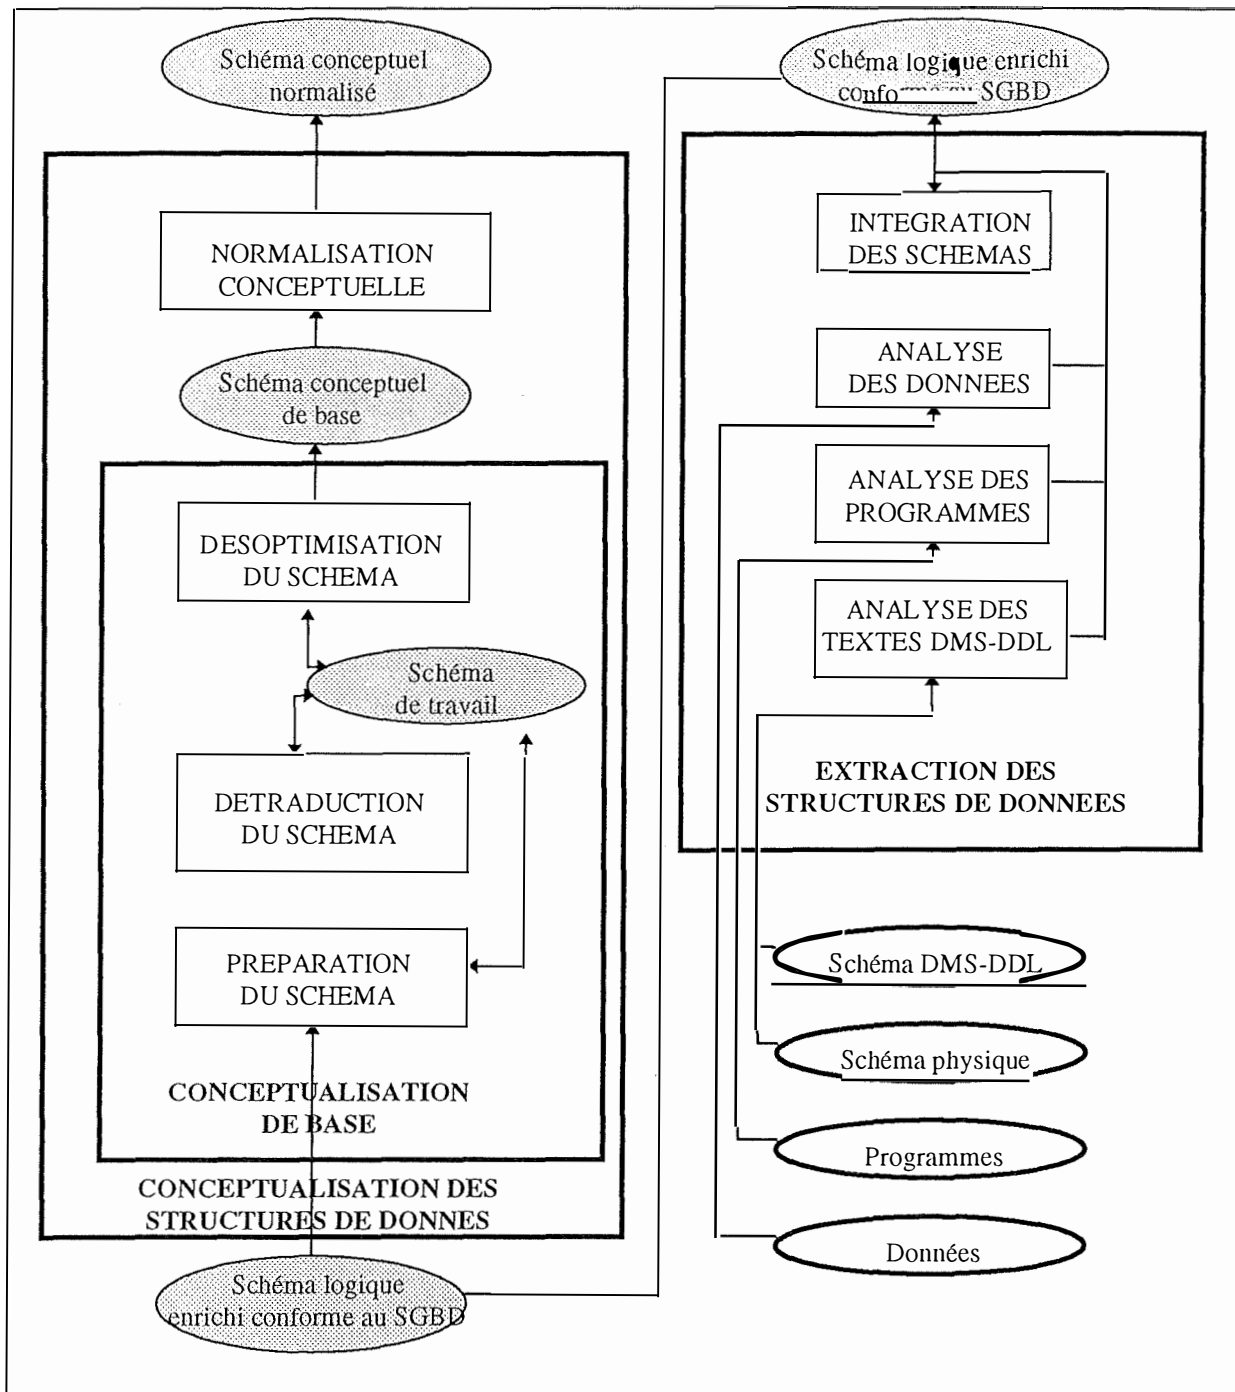 Schéma conceptuel
normalisé
NORMALISATION
CONCEPTUELLE
Schéma conceptuel
de base
DESOPTIMISATION
DU SCHEMA
Schéma
de travail
DETRADUCTION
DU SCHEMA
PREPARATION
DU SCHEMA
CONCEPTUALISATION
DE BASE
CONCEPTUALISATION DES
STRUCTURES DE DONNES
Schéma logique
enrichi conforme au SGBD
Schéma logique enrichi
conforme au SGBD
INTEGRATION
DES SCHEMAS
ANALYSE
DES DONNEES
ANALYSE DES
PROGRAMMES
ANALYSE DES
TEXTES DMS-DDL
EXTRACTION DES
STRUCTURES DE DONNEES
Schéma DMS-DDL
Schéma physique
Programmes
Données